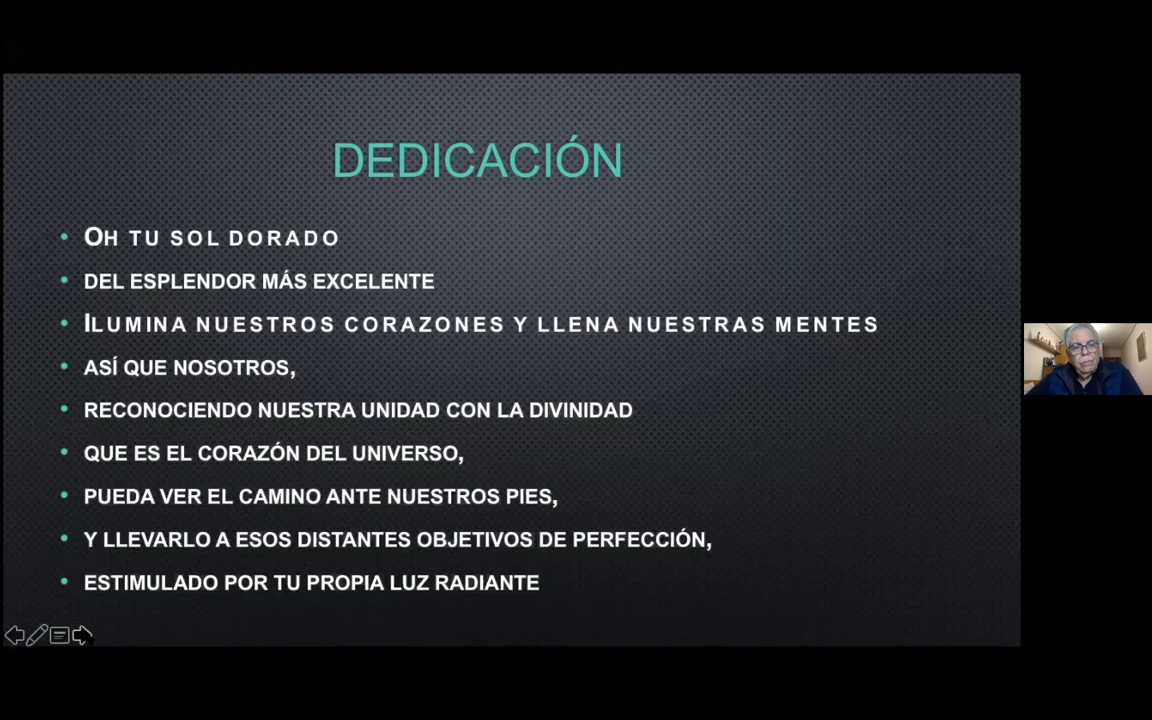 DEDICACIÓN
OH TU SOL DORADO
DEL ESPLENDOR MÁS EXCELENTE
ILUMINA NUESTROS CORAZONES Y LLENA NUESTRAS MENTES
ASÍ QUE NOSOTROS,
RECONOCIENDO NUESTRA UNIDAD CON LA DIVINIDAD
QUE ES EL CORAZÓN DEL UNIVERSO,
PUEDA VER EL CAMINO ANTE NUESTROS PIES,
Y LLEVARLO A ESOS DISTANTES OBJETIVOS DE PERFECCIÓN,
ESTIMULADO POR TU PROPIA LUZ RADIANTE